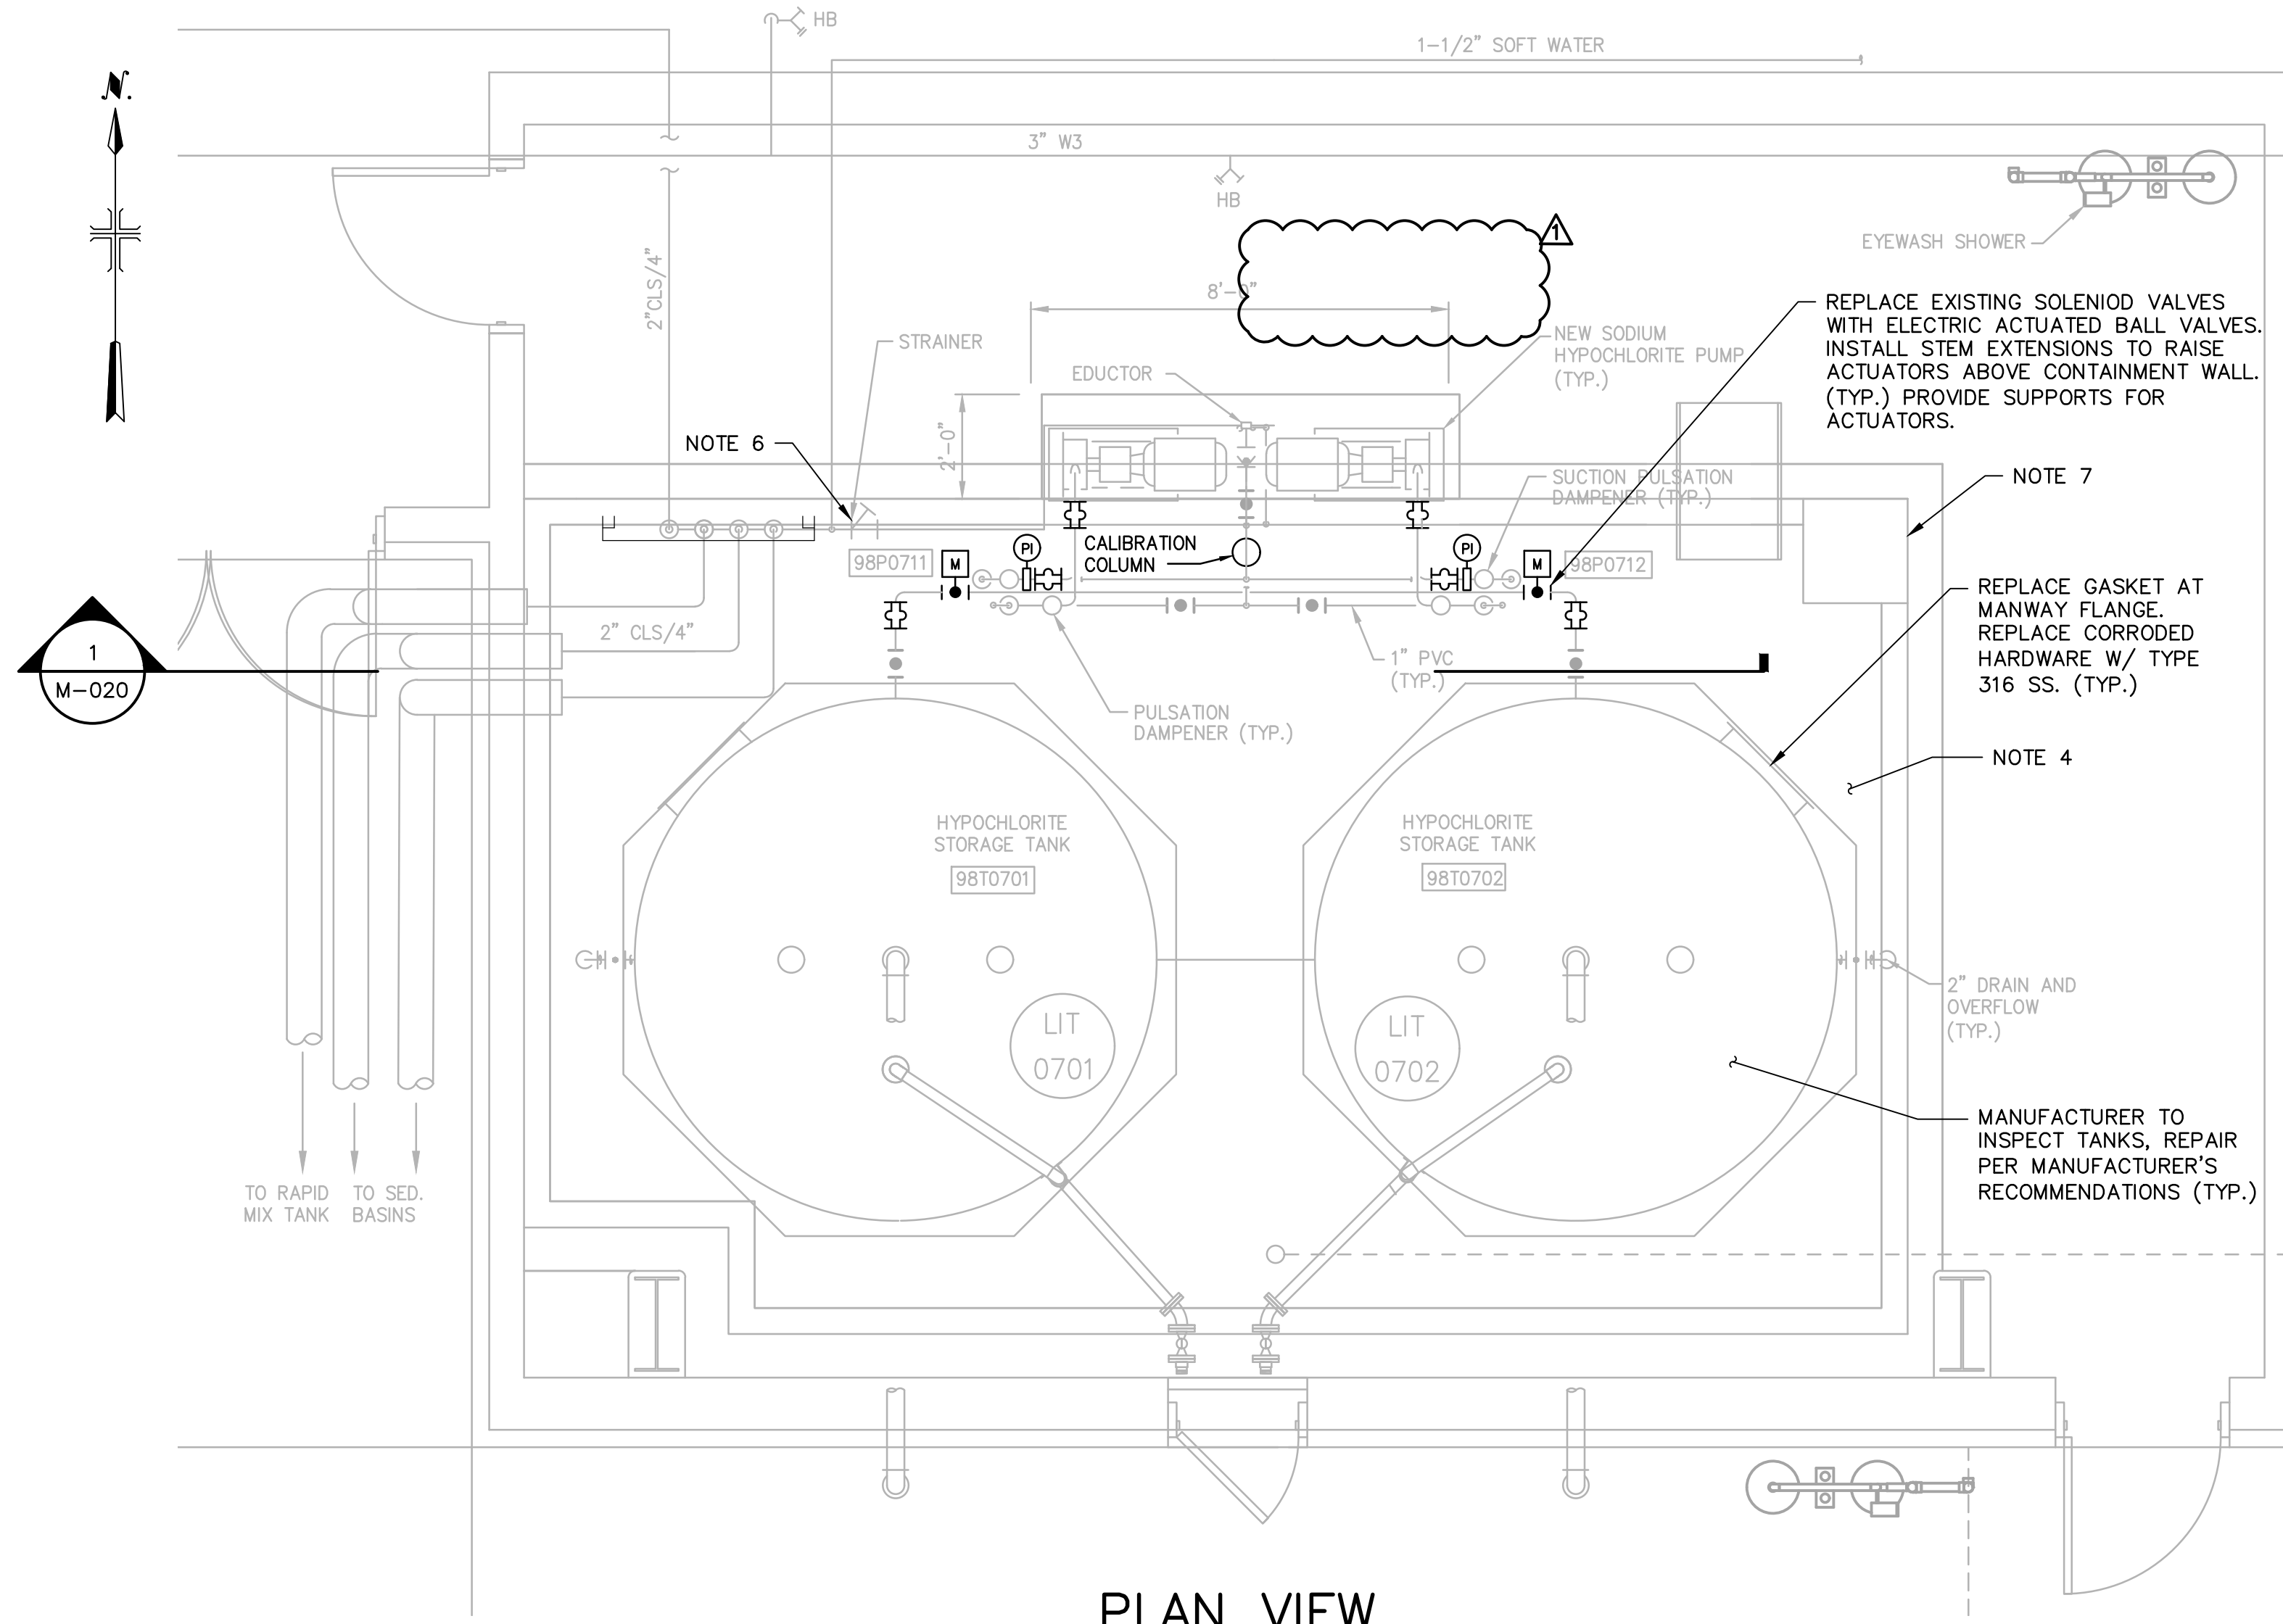 N.
HB
1-1/2" SOFT WATER
3" W3
HB
1
EYEWASH SHOWER
2"CLS/4"
8'-0"
REPLACE EXISTING SOLENIOD VALVES
WITH ELECTRIC ACTUATED BALL VALVES.
INSTALL STEM EXTENSIONS TO RAISE
ACTUATORS ABOVE CONTAINMENT WALL.
(TYP.) PROVIDE SUPPORTS FOR
ACTUATORS.
STRAINER
NEW SODIUM
HYPOCHLORITE PUMP
(TYP.)
EDUCTOR
2'-0"
NOTE 6
SUCTION PULSATION
DAMPENER (TYP.)
NOTE 7
98P0711
M
PI
CALIBRATION
COLUMN
PI
M
98P0712
REPLACE GASKET AT
MANWAY FLANGE.
REPLACE CORRODED
HARDWARE W/ TYPE
316 SS. (TYP.)
1
M-020
2" CLS/4"
1" PVC
(TYP.)
PULSATION
DAMPENER (TYP.)
NOTE 4
HYPOCHLORITE
STORAGE TANK
98T0701
HYPOCHLORITE
STORAGE TANK
98T0702
2" DRAIN AND
OVERFLOW
(TYP.)
LIT
0701
LIT
0702
MANUFACTURER TO
INSPECT TANKS, REPAIR
PER MANUFACTURER'S
RECOMMENDATIONS (TYP.)
TO RAPID
MIX TANK
TO SED.
BASINS
PLAN VIEW